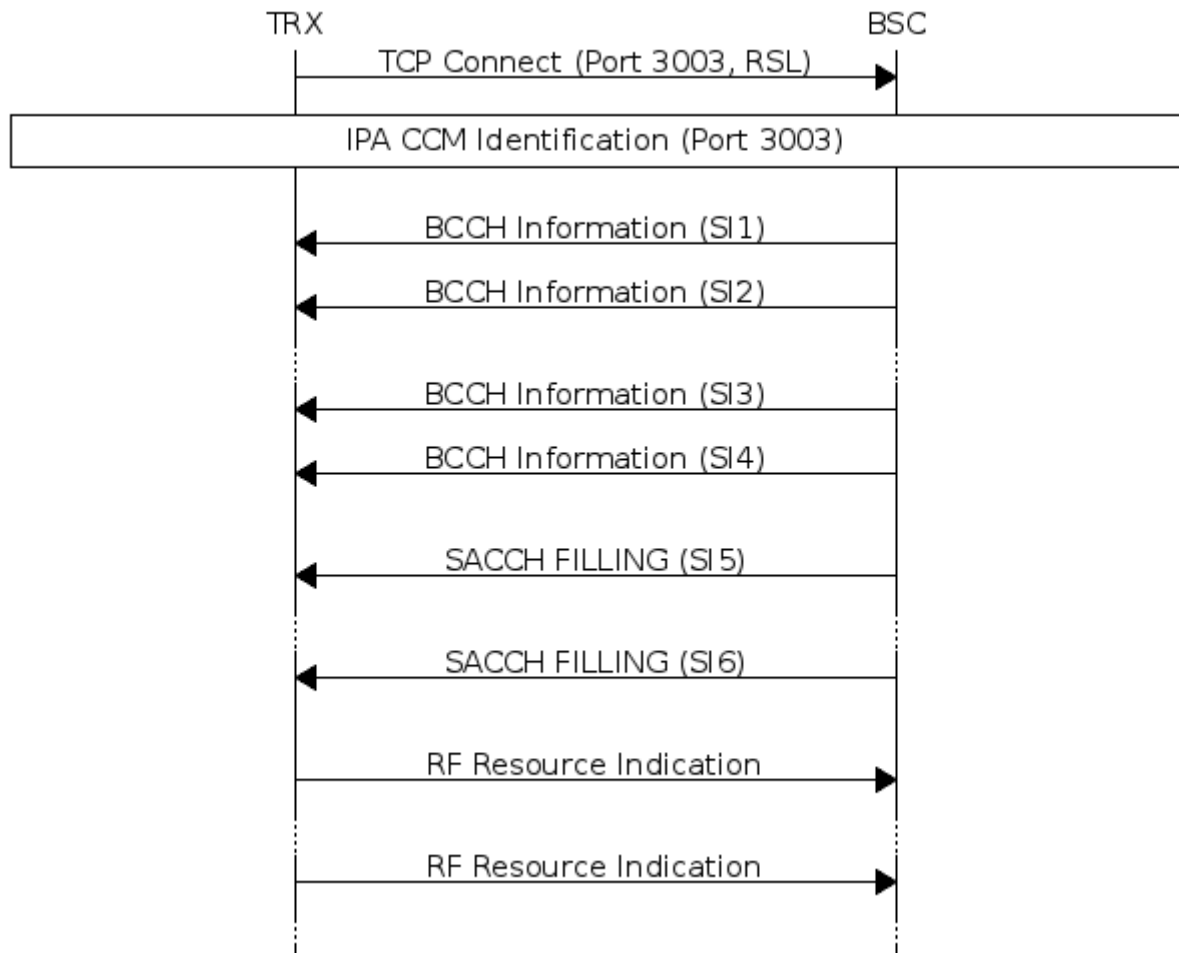 TRX BSC
TCP Connect (Port 3003, RSL)
IPA CCM Identification (Port 3003)
BCCH Information (SI1)
BCCH Information (SI2)
BCCH Information (SI3)
BCCH Information (SI4)
SACCH FILLING (SI5)
SACCH FILLING (SI6)
RF Resource Indication
RF Resource Indication